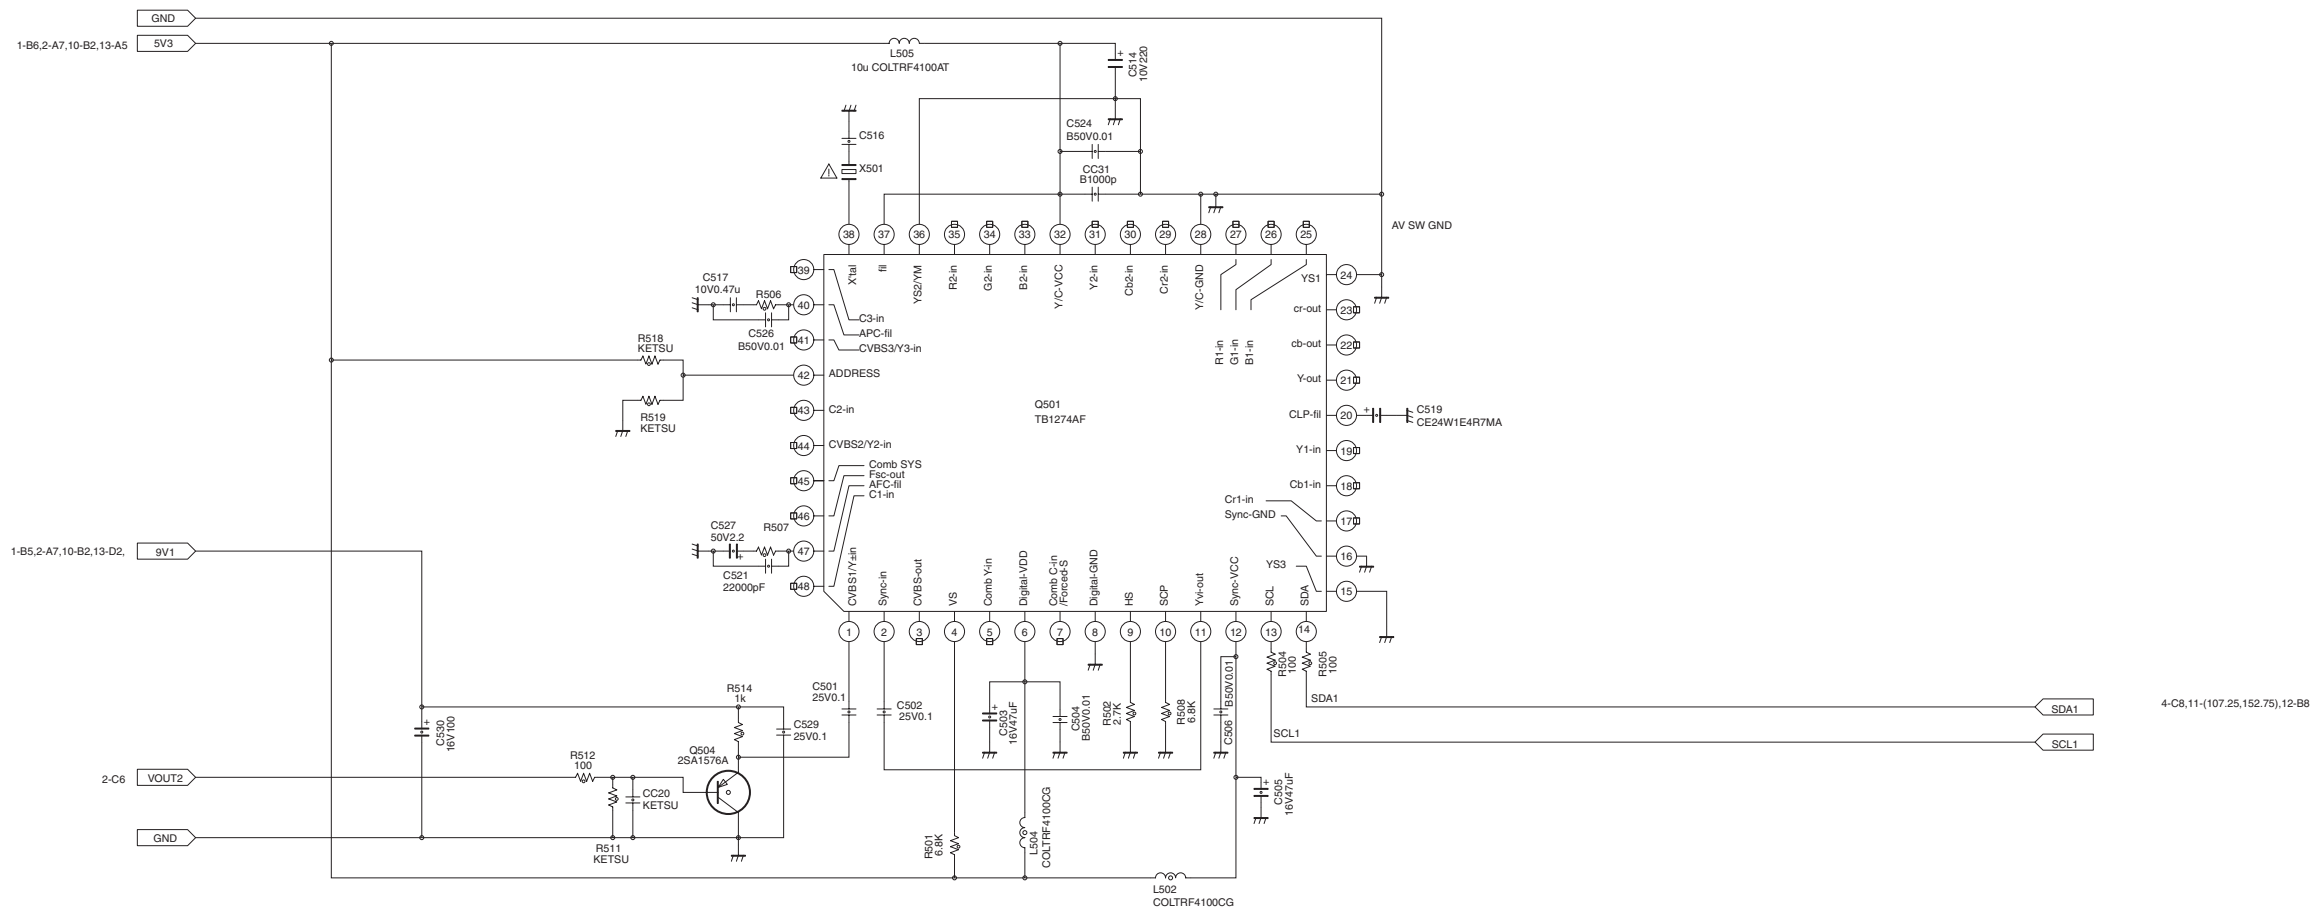 GND
1-B6,2-A7,10-B2,13-A5
5V3
L505
10u COLTRF4100AT
+
C514
10V220
C516
X501
C524
B50V0.01
CC31
B1000p
AV SW GND
38
37
36
35
34
33
32
31
30
29
28
27
26
25
X'tal
fil
YS2/YM
R2-in
G2-in
B2-in
Y/C-VCC
Y2-in
Cb2-in
Cr2-in
Y/C-GND
R1-in
G1-in
B1-in
39
C3-in
C517
10V0.47u
R506
40
APC-fil
C526
B50V0.01
41
CVBS3/Y3-in
R518
KETSU
42
ADDRESS
R519
KETSU
43
C2-in
44
CVBS2/Y2-in
45
Comb SYS
Fsc-out
AFC-fil
C1-in
46
C527
50V2.2
+
R507
47
C521
22000pF
48
Q501
TB1274AF
YS1
24
cr-out
23
cb-out
22
Y-out
21
CLP-fil
20
+
C519
CE24W1E4R7MA
Y1-in
19
Cb1-in
18
Cr1-in
17
Sync-GND
16
YS3
15
CVBS1/Y±in
Sync-in
CVBS-out
VS
Comb Y-in
Digital-VDD
Comb C-in
/Forced-S
Digital-GND
HS
SCP
Yvi-out
Sync-VCC
SCL
SDA
1
2
3
4
5
6
7
8
9
10
11
12
13
14
1-B5,2-A7,10-B2,13-D2,
9V1
+
C530
16V100
R514
1k
C529
25V0.1
C501
25V0.1
C502
25V0.1
+
C503
16V47uF
C504
B50V0.01
R502
2.7K
R508
6.8K
C506
B50V0.01
R504
100
R505
100
SDA1
SDA1
4-C8,11-(107.25,152.75),12-B8
SCL1
SCL1
Q504
2SA1576A
2-C6
VOUT2
R512
100
CC20
KETSU
R511
KETSU
GND
R501
6.8K
L504
COLTRF4100CG
+
C505
16V47uF
L502
COLTRF4100CG